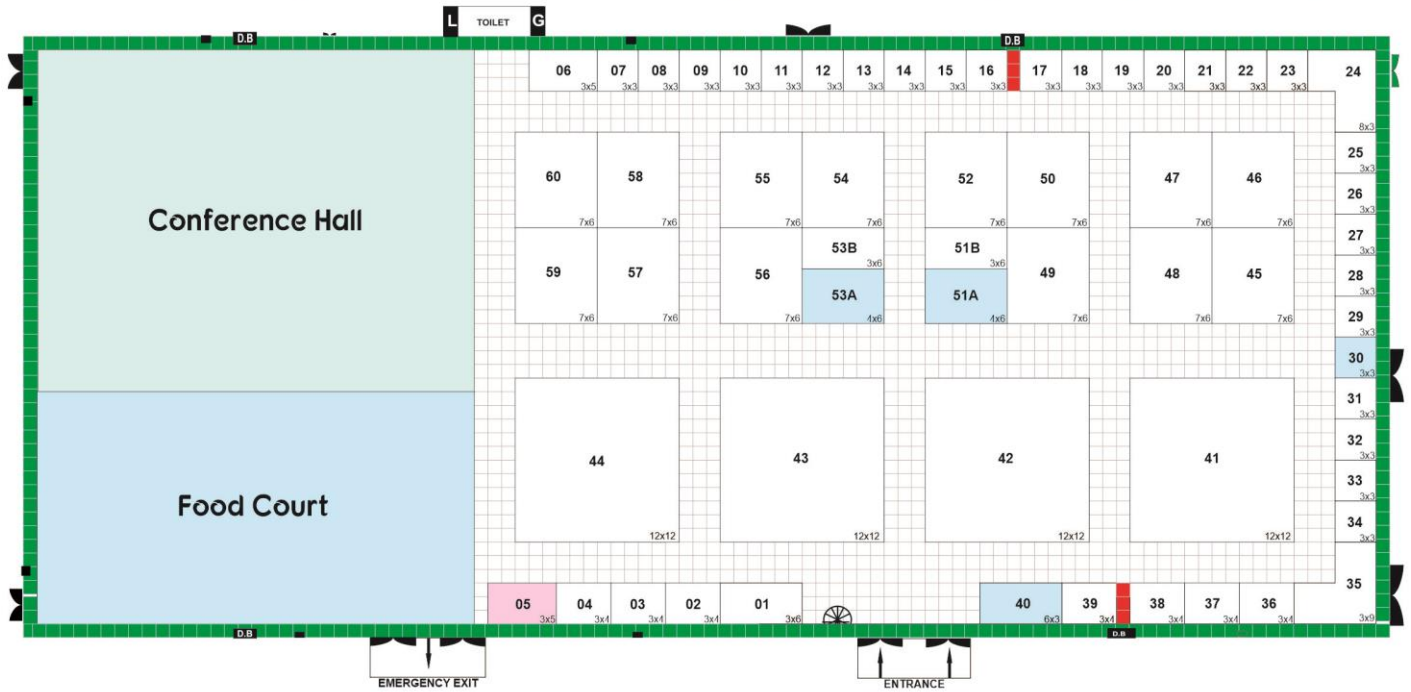 L TOILET G
D.B D.B
06 07 08 09 10 11 12 13 14 15 16 17 18 19 20 21 22 23 24
3x5 3x3 3x3 3x3 3x3 3x3 3x3 3x3 3x3 3x3 3x3 3x3 3x3 3x3 3x3 3x3 3x3 3x3
8x3
25
3x3
26
3x3
27
3x3
28
3x3
29
3x3
30
3x3
31
3x3
32
3x3
33
3x3
34
3x3
35
3x9
60 58 55 54 52 50 47 46
7x6 7x6 7x6 7x6 7x6 7x6 7x6 7x6
53B 51B
3x6 3x6
59 57 56 53A 51A 49 48 45
7x6 7x6 7x6 4x6 4x6 7x6 7x6 7x6
Conference Hall
Food Court
44 43 42 41
12x12 12x12 12x12 12x12
05 04 03 02 01 40 39 38 37 36
3x5 3x4 3x4 3x4 3x6 6x3 3x4 3x4 3x4 3x4
D.B D.B
EMERGENCY EXIT
ENTRANCE